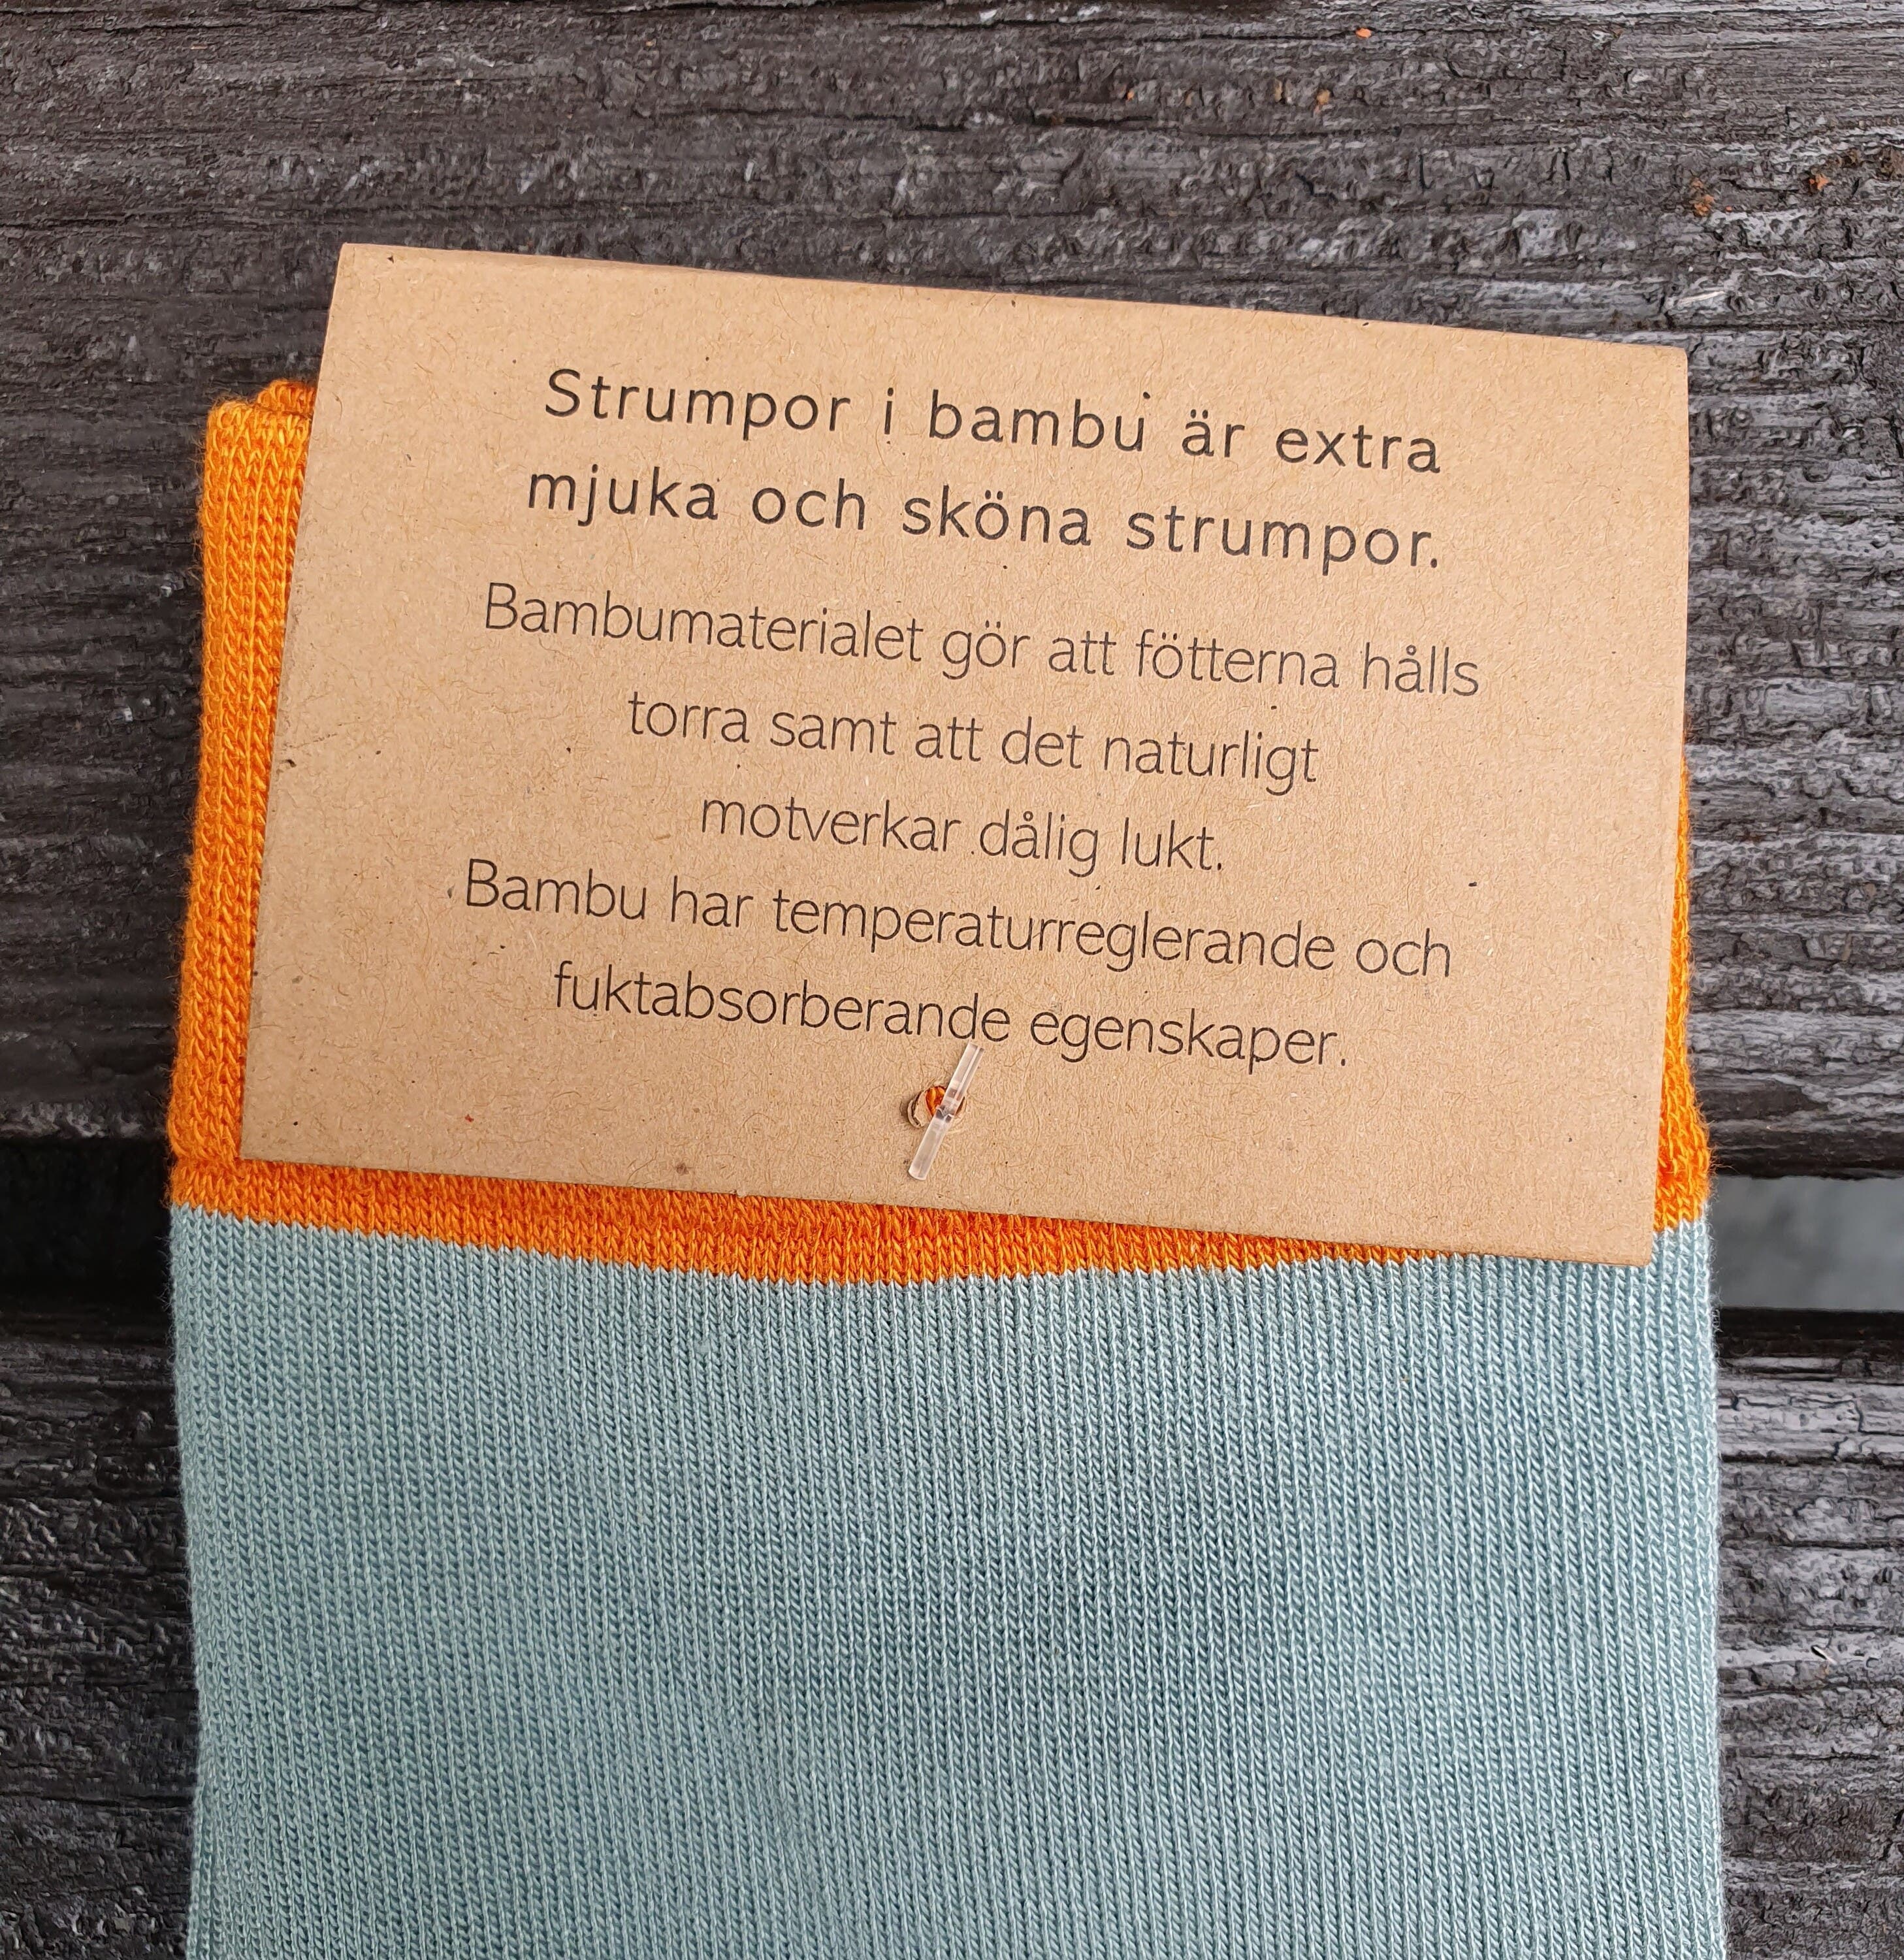 Strumpor i bambu är extra
mjuka och sköna strumpor.
Bambumaterialet gör att fötterna hålls
torra samt att det naturligt
motverkar dålig lukt.
Bambu har temperaturreglerande och
fuktabsorberande egenskaper.